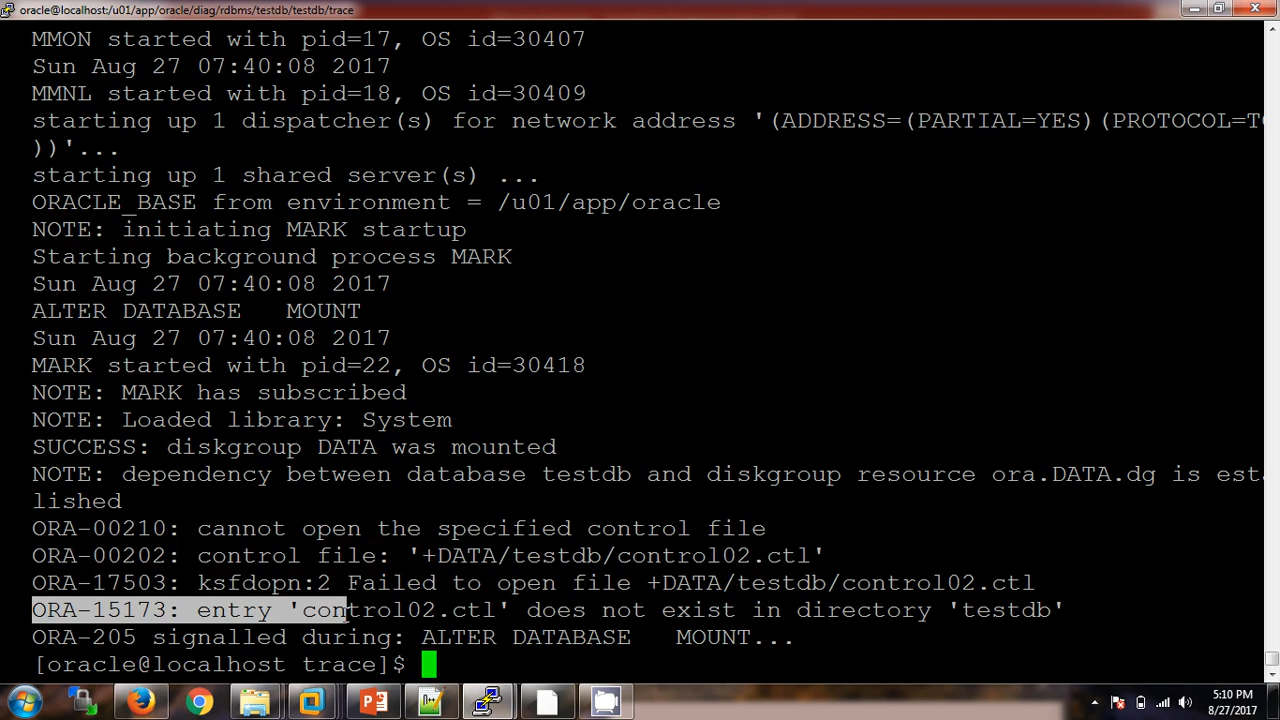 oracle@localhost:/u01/app/oracle/diag/rdbms/testdb/testdb/trace
MMON started with pid=17, OS id=30407
Sun Aug 27 07:40:08 2017
MMNL started with pid=18, OS id=30409
starting up 1 dispatcher(s) for network address '(ADDRESS=(PARTIAL=YES)(PROTOCOL=TC
))'...
starting up 1 shared server(s) ...
ORACLE_BASE from environment = /u01/app/oracle
NOTE: initiating MARK startup
Starting background process MARK
Sun Aug 27 07:40:08 2017
ALTER DATABASE   MOUNT
Sun Aug 27 07:40:08 2017
MARK started with pid=22, OS id=30418
NOTE: MARK has subscribed
NOTE: Loaded library: System
SUCCESS: diskgroup DATA was mounted
NOTE: dependency between database testdb and diskgroup resource ora.DATA.dg is esta
lished
ORA-00210: cannot open the specified control file
ORA-00202: control file: '+DATA/testdb/control02.ctl'
ORA-17503: ksfdopn:2 Failed to open file +DATA/testdb/control02.ctl
ORA-15173: entry 'control02.ctl' does not exist in directory 'testdb'
ORA-205 signalled during: ALTER DATABASE   MOUNT...
[oracle@localhost trace]$
5:10 PM
8/27/2017